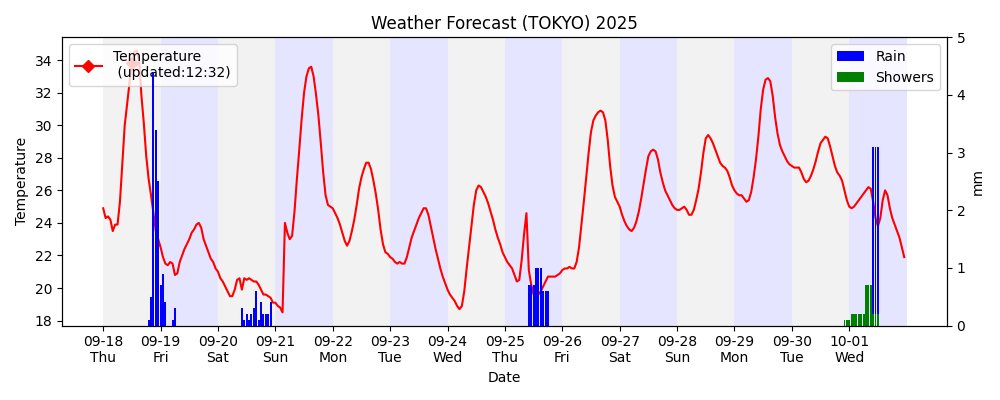 Weather Forecast (TOKYO) 2025
Temperature
(updated:12:32)
Rain
Showers
Temperature
34
32
30
28
26
24
22
20
18
5
4
3
2
1
0
mm
09-18 09-19 09-20 09-21 09-22 09-23 09-24 09-25 09-26 09-27 09-28 09-29 09-30 10-01
Thu Fri Sat Sun Mon Tue Wed Thu Fri Sat Sun Mon Tue Wed
Date